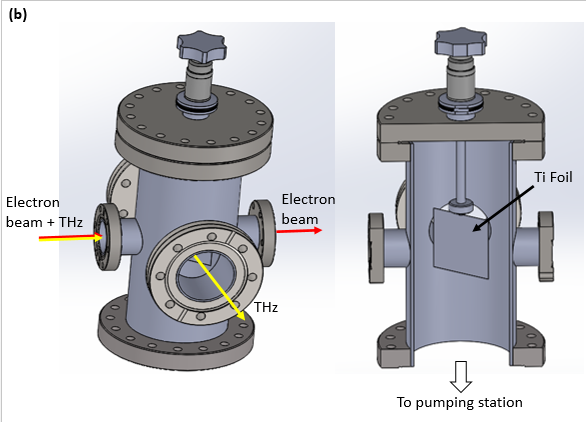 (b)
Electron
beam + THz
Electron
beam
THz
Ti Foil
To pumping station